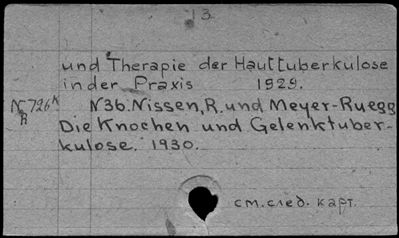 13.
und Therapie der Hauttuberkulose
in der Praxis 1929.
N36. Nissen, R. und Meyer-Ruegg
Die Knochen und Gelenktuber-
kulose. 1930.
см. след. карт.